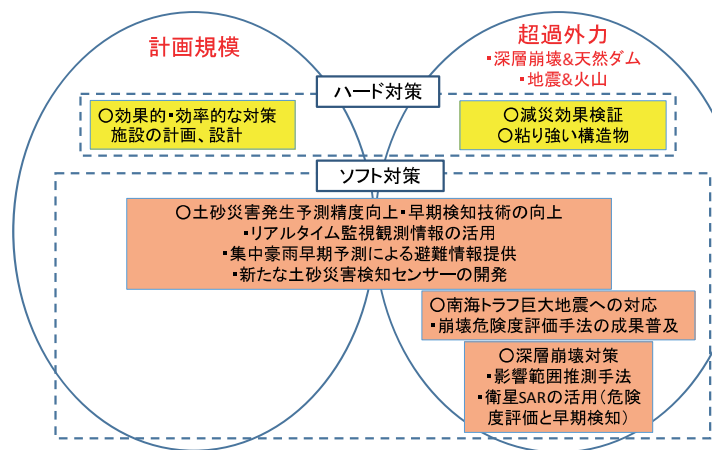 計画規模
超過外力
・深層崩壊&天然ダム
・地震&火山
ハード対策
〇効果的・効率的な対策
施設の計画、設計
〇減災効果検証
〇粘り強い構造物
ソフト対策
〇土砂災害発生予測精度向上・早期検知技術の向上
・リアルタイム監視観測情報の活用
・集中豪雨早期予測による避難情報提供
・新たな土砂災害検知センサーの開発
〇南海トラフ巨大地震への対応
・崩壊危険度評価手法の成果普及
〇深層崩壊対策
・影響範囲推測手法
・衛星SARの活用(危険
度評価と早期検知)